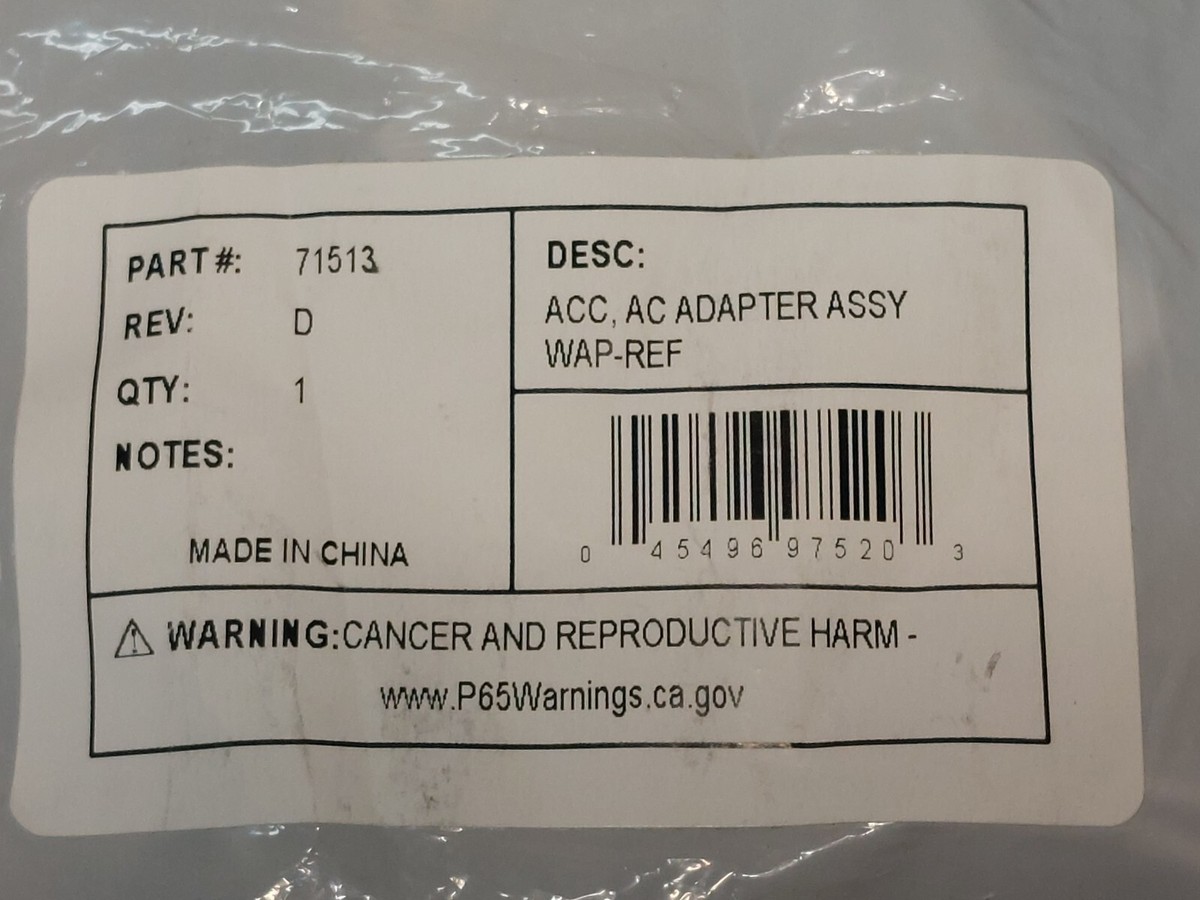 PART #: 71513
REV: D
QTY: 1
NOTES:
MADE IN CHINA
DESC:
ACC, AC ADAPTER ASSY
WAP-REF
0 45496 97520 3
⚠ WARNING:CANCER AND REPRODUCTIVE HARM -
www.P65Warnings.ca.gov